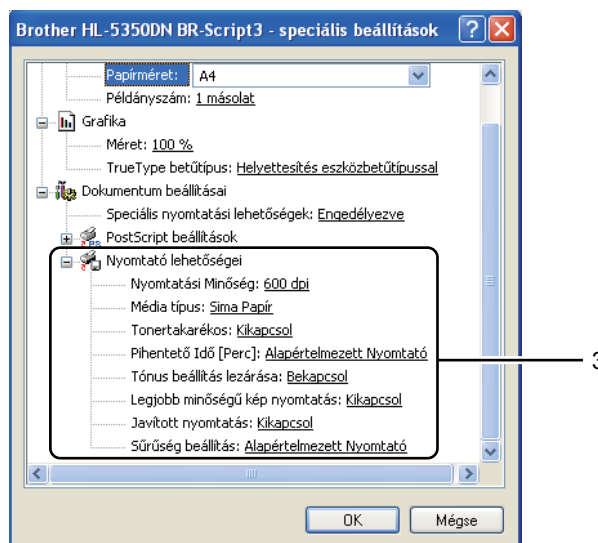 Brother HL-5350DN BR-Script3 - speciális beállítások
Papírméret: A4
Példányszám: 1 másolat
Grafika
Méret: 100 %
TrueType betűtípus: Helyettesítés eszközbetűtípussal
Dokumentum beállításai
Speciális nyomtatási lehetőségek: Engedélyezve
PostScript beállítások
Nyomtató lehetőségei
Nyomtatási Minőség: 600 dpi
Média típus: Sima Papír
Tonertakarékos: Kikapcsol
Pihentető Idő [Perc]: Alapértelmezett Nyomtató
Tónus beállítás lezárása: Bekapcsol
Legjobb minőségű kép nyomtatás: Kikapcsol
Javított nyomtatás: Kikapcsol
Sűrűség beállítás: Alapértelmezett Nyomtató
OK Mégse